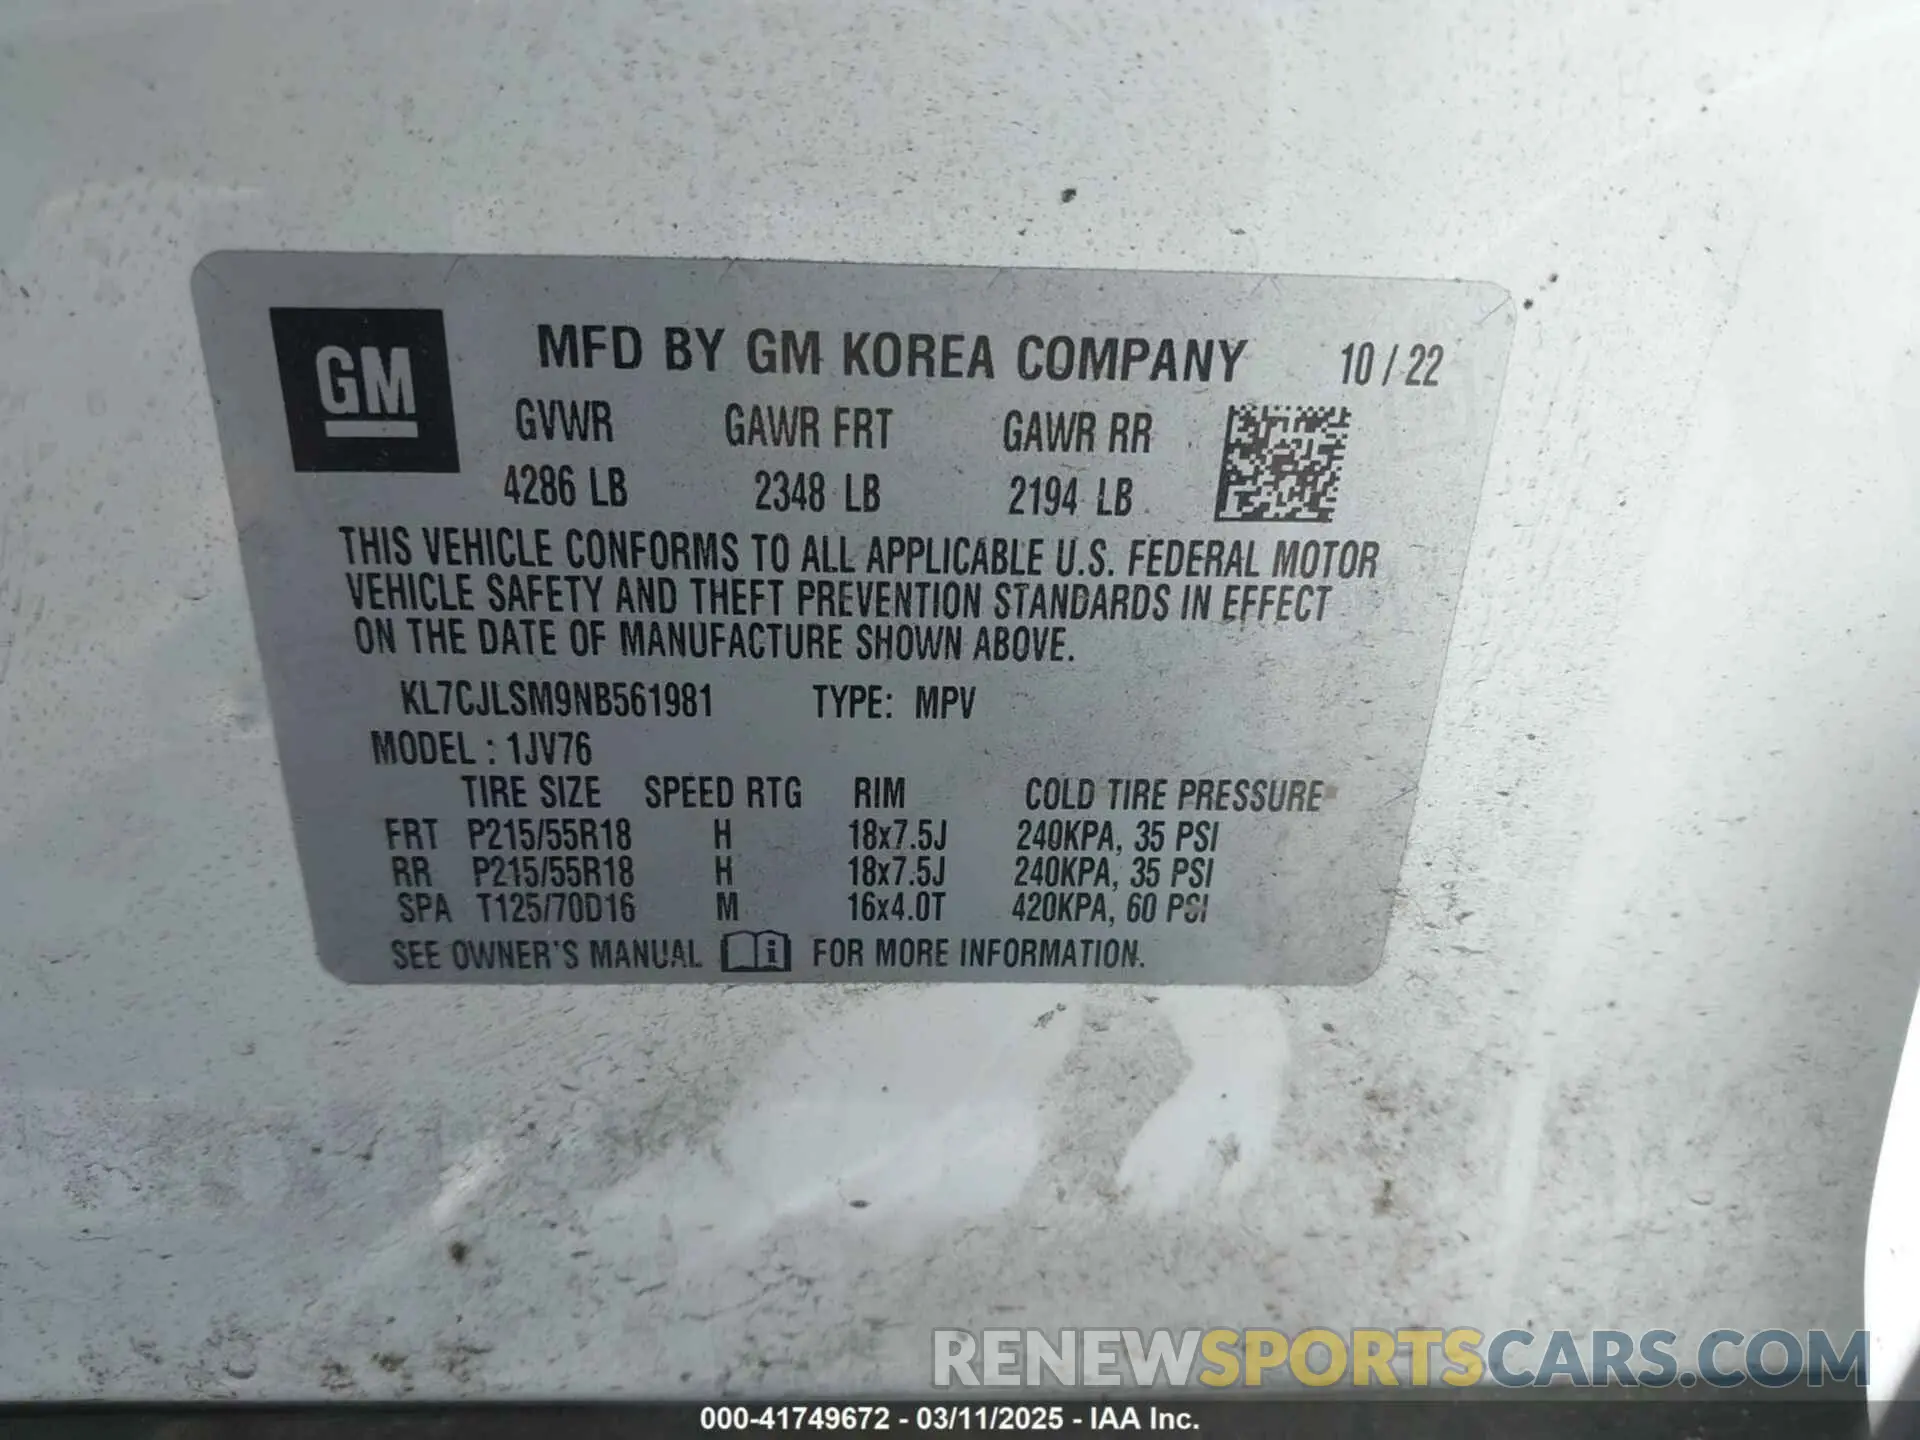 GM
MFD BY GM KOREA COMPANY 10 / 22
GVWR GAWR FRT GAWR RR
4286 LB 2348 LB 2194 LB
THIS VEHICLE CONFORMS TO ALL APPLICABLE U.S. FEDERAL MOTOR
VEHICLE SAFETY AND THEFT PREVENTION STANDARDS IN EFFECT
ON THE DATE OF MANUFACTURE SHOWN ABOVE.
KL7CJLSM9NB561981 TYPE: MPV
MODEL : 1JV76
TIRE SIZE SPEED RTG RIM COLD TIRE PRESSURE
FRT P215/55R18 H 18x7.5J 240KPA, 35 PSI
RR P215/55R18 H 18x7.5J 240KPA, 35 PSI
SPA T125/70D16 M 16x4.0T 420KPA, 60 PSI
SEE OWNER'S MANUAL i FOR MORE INFORMATION.
RENEWSPORTSCARS.COM
000-41749672 - 03/11/2025 - IAA Inc.